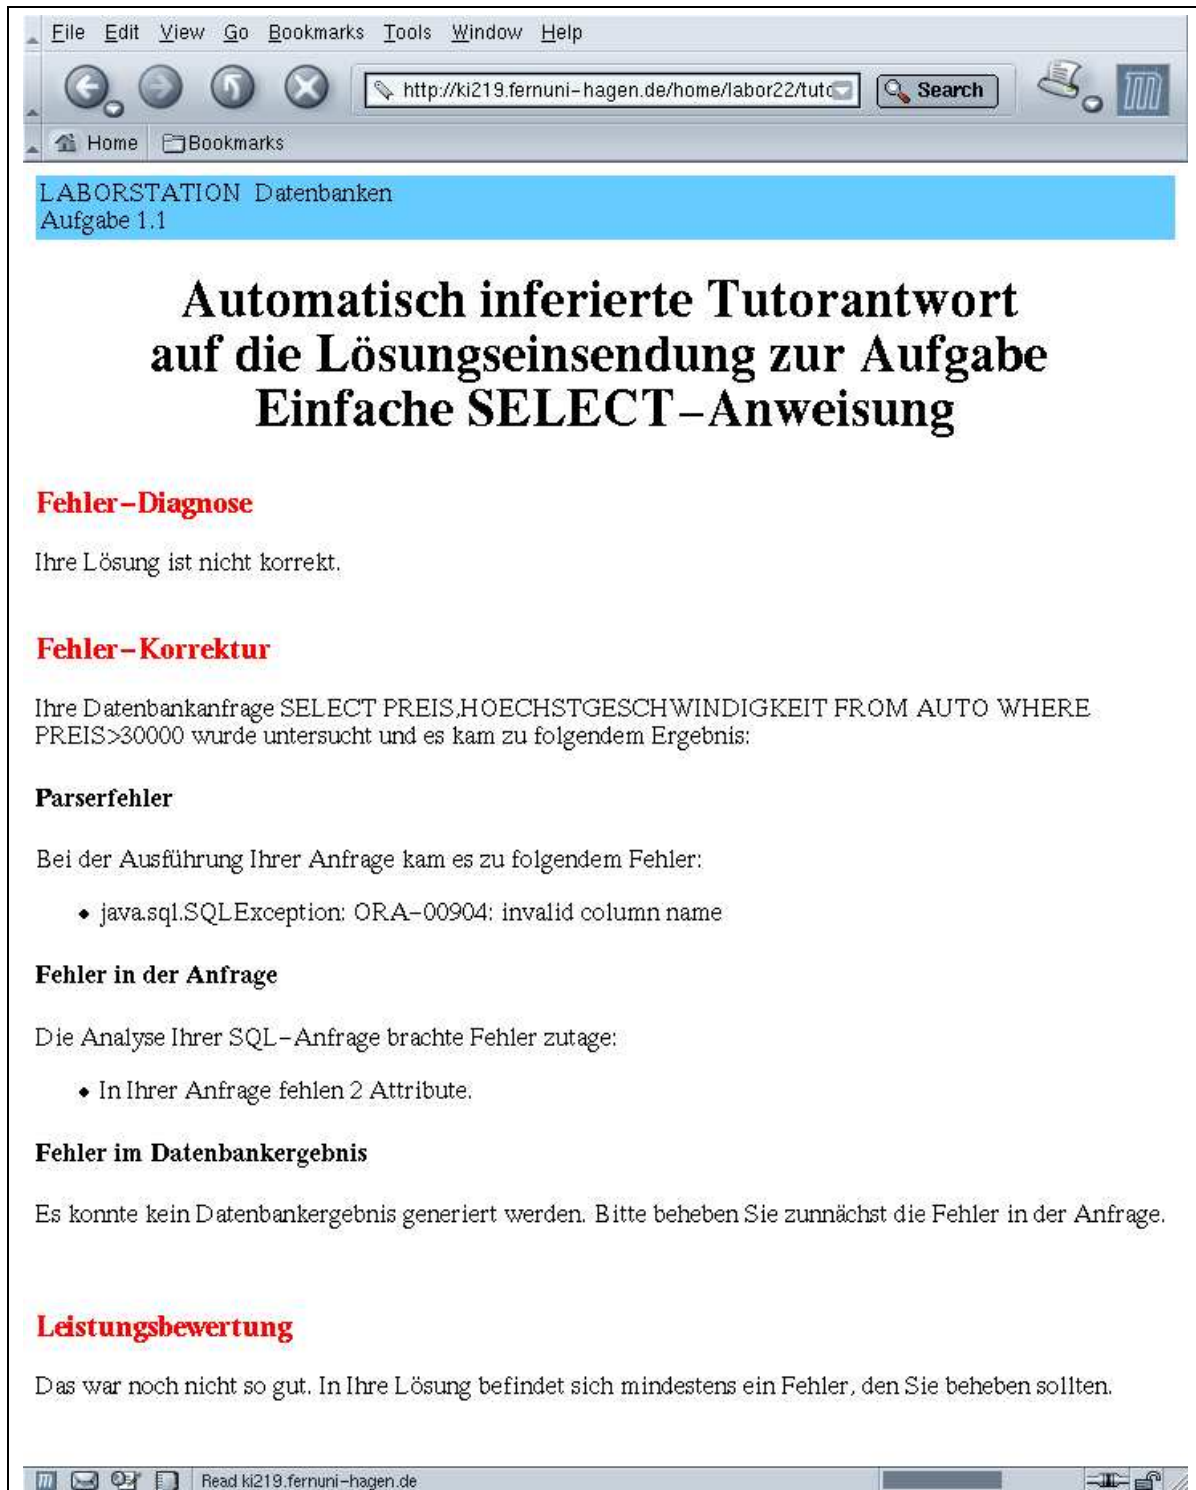 File Edit View Go Bookmarks Tools Window Help
http://ki219.fernuni-hagen.de/home/labor22/tuto Search
Home Bookmarks
LABORSTATION Datenbanken
Aufgabe 1.1
Automatisch inferierte Tutorantwort
auf die Lösungseinsendung zur Aufgabe
Einfache SELECT-Anweisung
Fehler-Diagnose
Ihre Lösung ist nicht korrekt.
Fehler-Korrektur
Ihre Datenbankanfrage SELECT PREIS,HOECHSTGESCHWINDIGKEIT FROM AUTO WHERE
PREIS>30000 wurde untersucht und es kam zu folgendem Ergebnis:
Parserfehler
Bei der Ausführung Ihrer Anfrage kam es zu folgendem Fehler:
• java.sql.SQLException: ORA-00904: invalid column name
Fehler in der Anfrage
Die Analyse Ihrer SQL-Anfrage brachte Fehler zutage:
• In Ihrer Anfrage fehlen 2 Attribute.
Fehler im Datenbankergebnis
Es konnte kein Datenbankergebnis generiert werden. Bitte beheben Sie zunnächst die Fehler in der Anfrage.
Leistungsbewertung
Das war noch nicht so gut. In Ihre Lösung befindet sich mindestens ein Fehler, den Sie beheben sollten.
Read ki219.fernuni-hagen.de